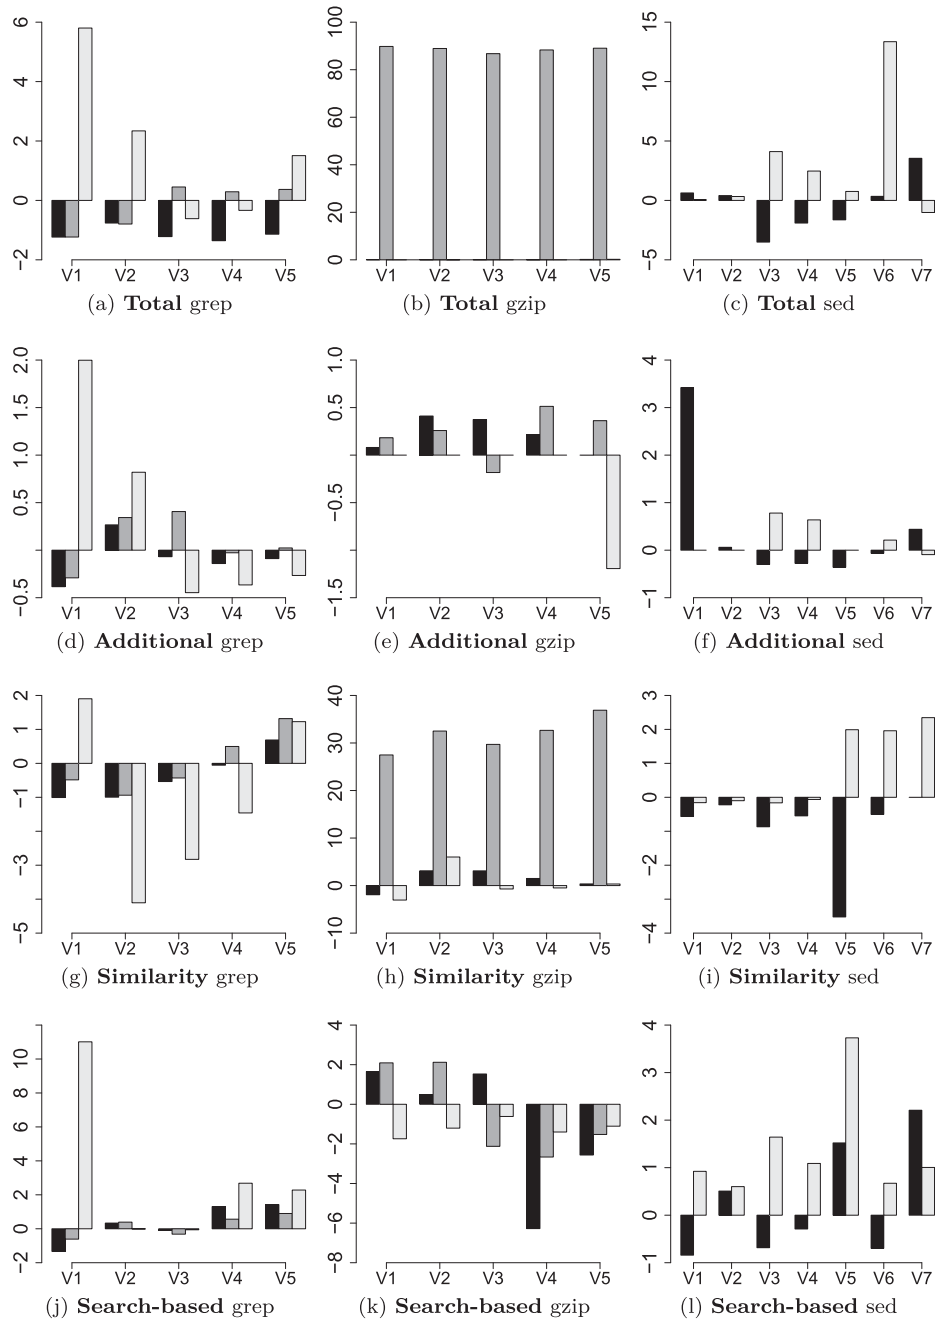 6
4
2
0
−2
V1 V2 V3 V4 V5
(a) Total grep
100
80
60
40
20
0
V1 V2 V3 V4 V5
(b) Total gzip
15
10
5
0
−5
V1 V2 V3 V4 V5 V6 V7
(c) Total sed
2.0
1.5
1.0
0.5
−0.5
V1 V2 V3 V4 V5
(d) Additional grep
1.0
0.5
−0.5
−1.5
V1 V2 V3 V4 V5
(e) Additional gzip
4
3
2
1
0
−1
V1 V2 V3 V4 V5 V6 V7
(f) Additional sed
2
1
0
−1
−3
−5
V1 V2 V3 V4 V5
(g) Similarity grep
40
30
20
10
0
−10
V1 V2 V3 V4 V5
(h) Similarity gzip
3
2
1
0
−2
−4
V1 V2 V3 V4 V5 V6 V7
(i) Similarity sed
10
8
6
4
2
0
−2
V1 V2 V3 V4 V5
(j) Search-based grep
4
2
0
−2
−4
−6
−8
V1 V2 V3 V4 V5
(k) Search-based gzip
4
3
2
1
0
−1
V1 V2 V3 V4 V5 V6 V7
(l) Search-based sed